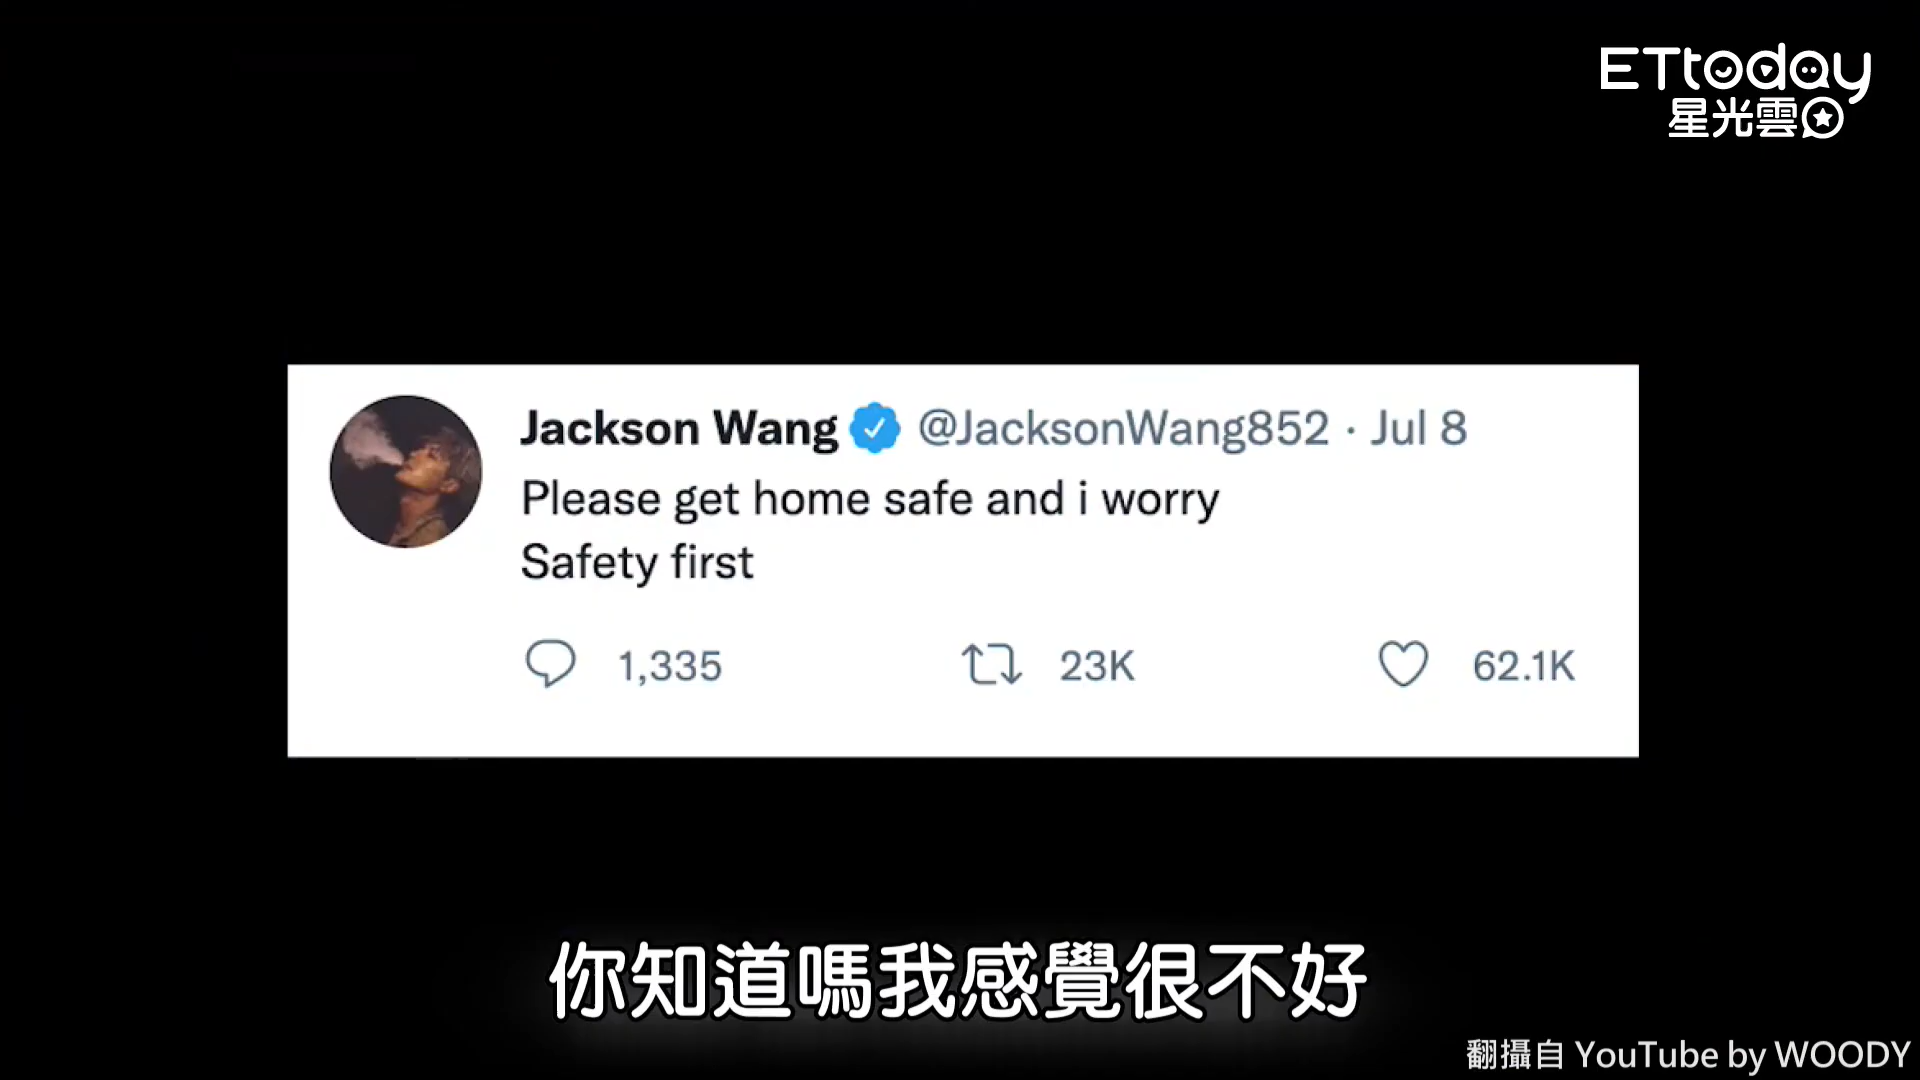 ETtoday
星光雲
Jackson Wang @JacksonWang852 · Jul 8
Please get home safe and i worry
Safety first
1,335 23K 62.1K
你知道嗎我感覺很不好
翻攝自 YouTube by WOODY